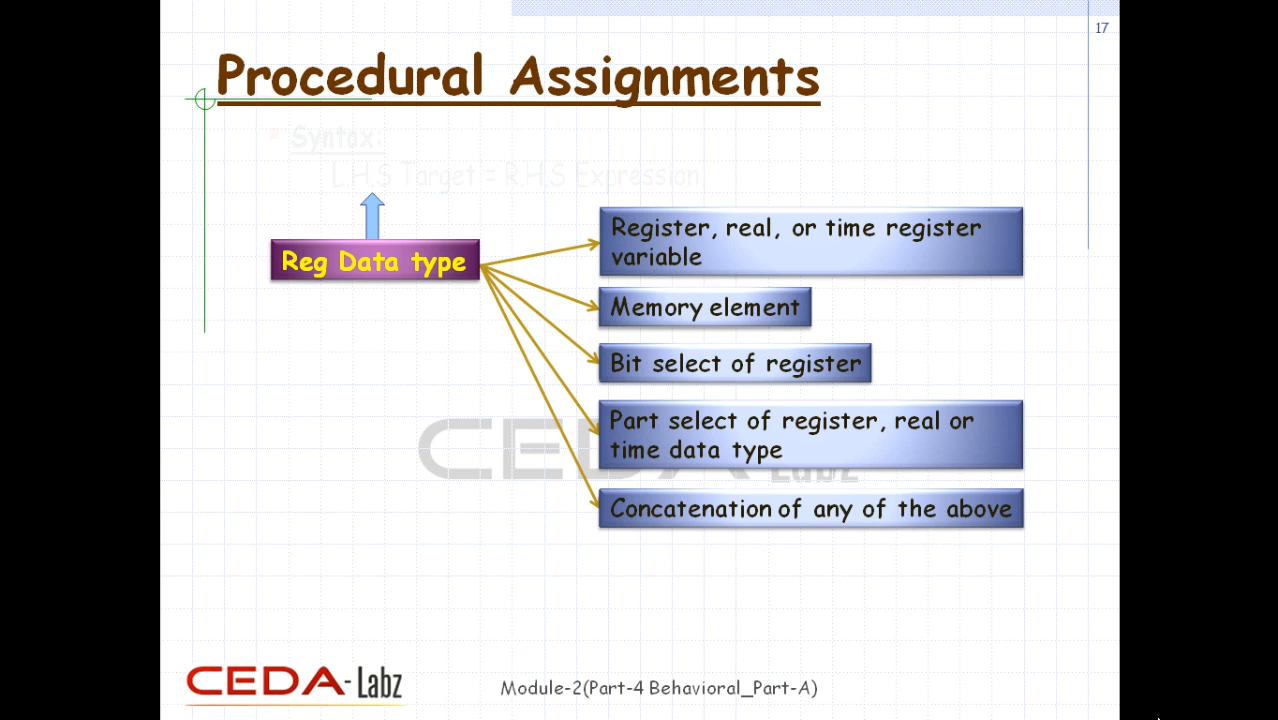 17
Procedural Assignments
Syntax:
L.H.S Target = R.H.S Expression
Reg Data type
Register, real, or time register
variable
Memory element
Bit select of register
Part select of register, real or
time data type
Concatenation of any of the above
CEDA
Labz
CEDA-Labz
Module-2(Part-4 Behavioral_Part-A)